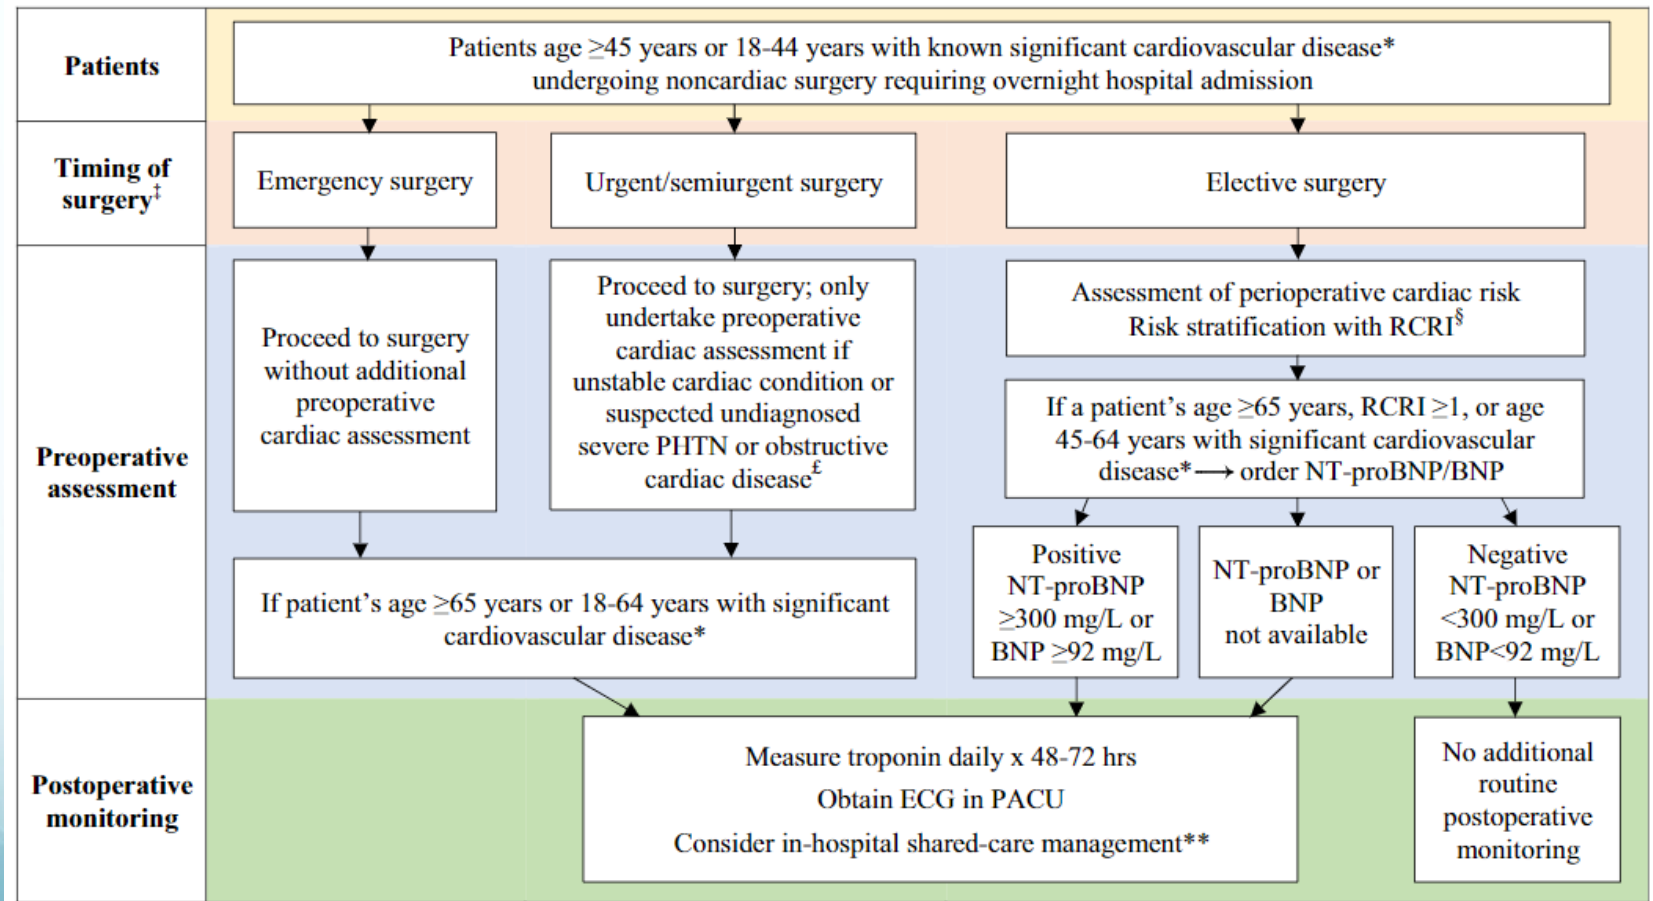 Patients
Patients age ≥45 years or 18-44 years with known significant cardiovascular disease*
undergoing noncardiac surgery requiring overnight hospital admission
Timing of
surgery‡
Emergency surgery
Urgent/semiurgent surgery
Elective surgery
Preoperative
assessment
Proceed to surgery
without additional
preoperative
cardiac assessment
Proceed to surgery; only
undertake preoperative
cardiac assessment if
unstable cardiac condition or
suspected undiagnosed
severe PHTN or obstructive
cardiac disease£
Assessment of perioperative cardiac risk
Risk stratification with RCRI§
If a patient's age ≥65 years, RCRI ≥1, or age
45-64 years with significant cardiovascular
disease*⟶ order NT-proBNP/BNP
If patient's age ≥65 years or 18-64 years with significant
cardiovascular disease*
Positive
NT-proBNP
≥300 mg/L or
BNP ≥92 mg/L
NT-proBNP or
BNP
not available
Negative
NT-proBNP
<300 mg/L or
BNP<92 mg/L
Postoperative
monitoring
Measure troponin daily x 48-72 hrs
Obtain ECG in PACU
Consider in-hospital shared-care management**
No additional
routine
postoperative
monitoring